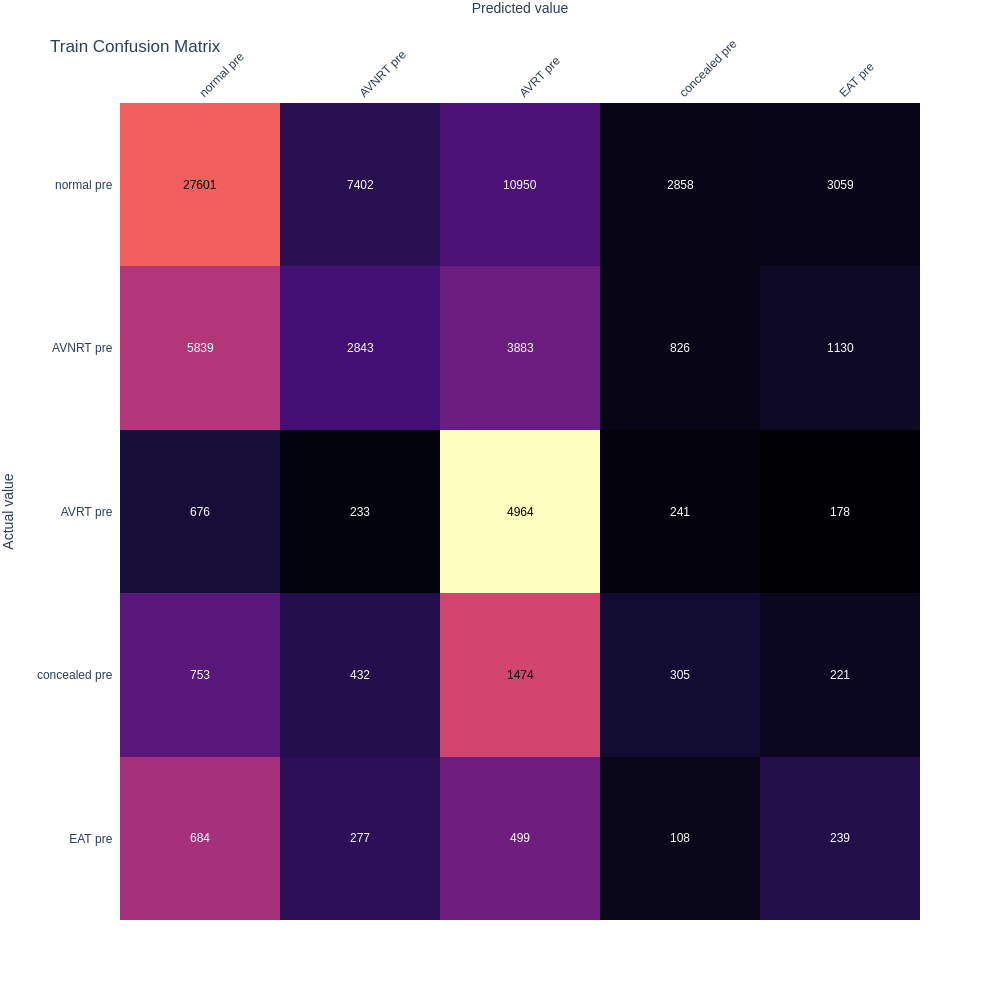 Predicted value
Train Confusion Matrix
normal pre
AVNRT pre
AVRT pre
concealed pre
EAT pre
normal pre 27601 7402 10950 2858 3059
AVNRT pre 5839 2843 3883 826 1130
AVRT pre 676 233 4964 241 178
concealed pre 753 432 1474 305 221
EAT pre 684 277 499 108 239
Actual value